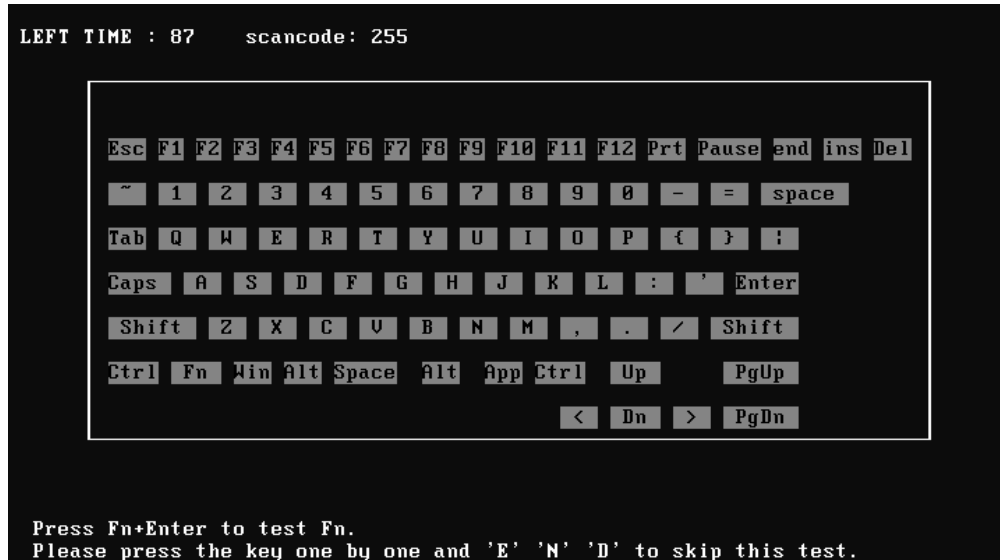 LEFT TIME : 87 scancode: 255
Esc F1 F2 F3 F4 F5 F6 F7 F8 F9 F10 F11 F12 Prt Pause end ins Del
~ 1 2 3 4 5 6 7 8 9 0 - = space
Tab Q W E R T Y U I O P { } ¦
Caps A S D F G H J K L : ' Enter
Shift Z X C V B N M , . / Shift
Ctrl Fn Win Alt Space Alt App Ctrl Up PgUp
< Dn > PgDn
Press Fn+Enter to test Fn.
Please press the key one by one and 'E' 'N' 'D' to skip this test.